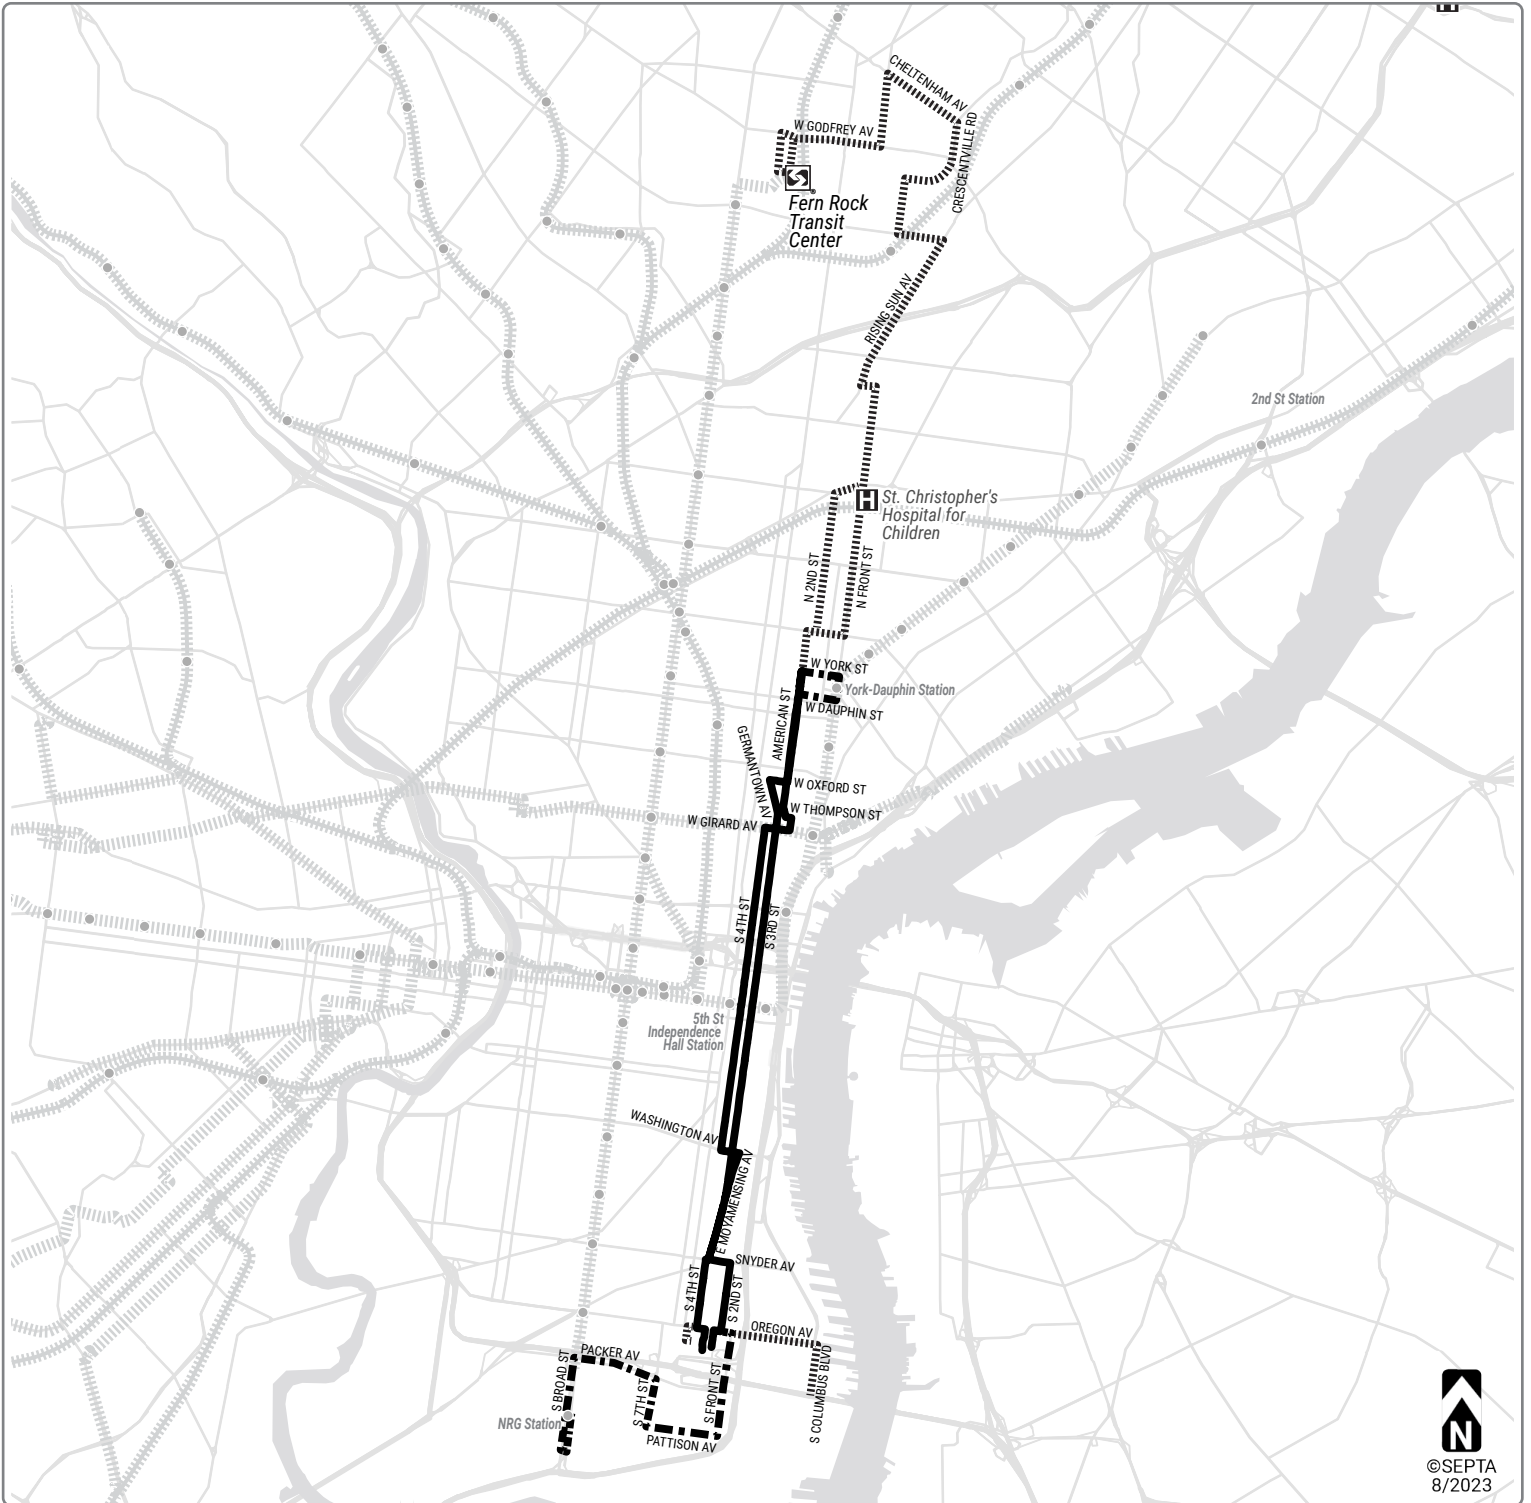 H
CHELTENHAM AV
W GODFREY AV
CRESCENTVILLE RD
Fern Rock
Transit
Center
RISING SUN AV
2nd St Station
H
St. Christopher's
Hospital for
Children
N 2ND ST
N FRONT ST
W YORK ST
York-Dauphin Station
W DAUPHIN ST
AMERICAN ST
GERMANTOWN AV
W OXFORD ST
W THOMPSON ST
W GIRARD AV
S 4TH ST
S 3RD ST
5th St
Independence
Hall Station
WASHINGTON AV
E MOYAMENSING AV
SNYDER AV
S 4TH ST
S 2ND ST
OREGON AV
PACKER AV
S BROAD ST
S 7TH ST
S FRONT ST
S COLUMBUS BLVD
NRG Station
PATTISON AV
N
©SEPTA
8/2023